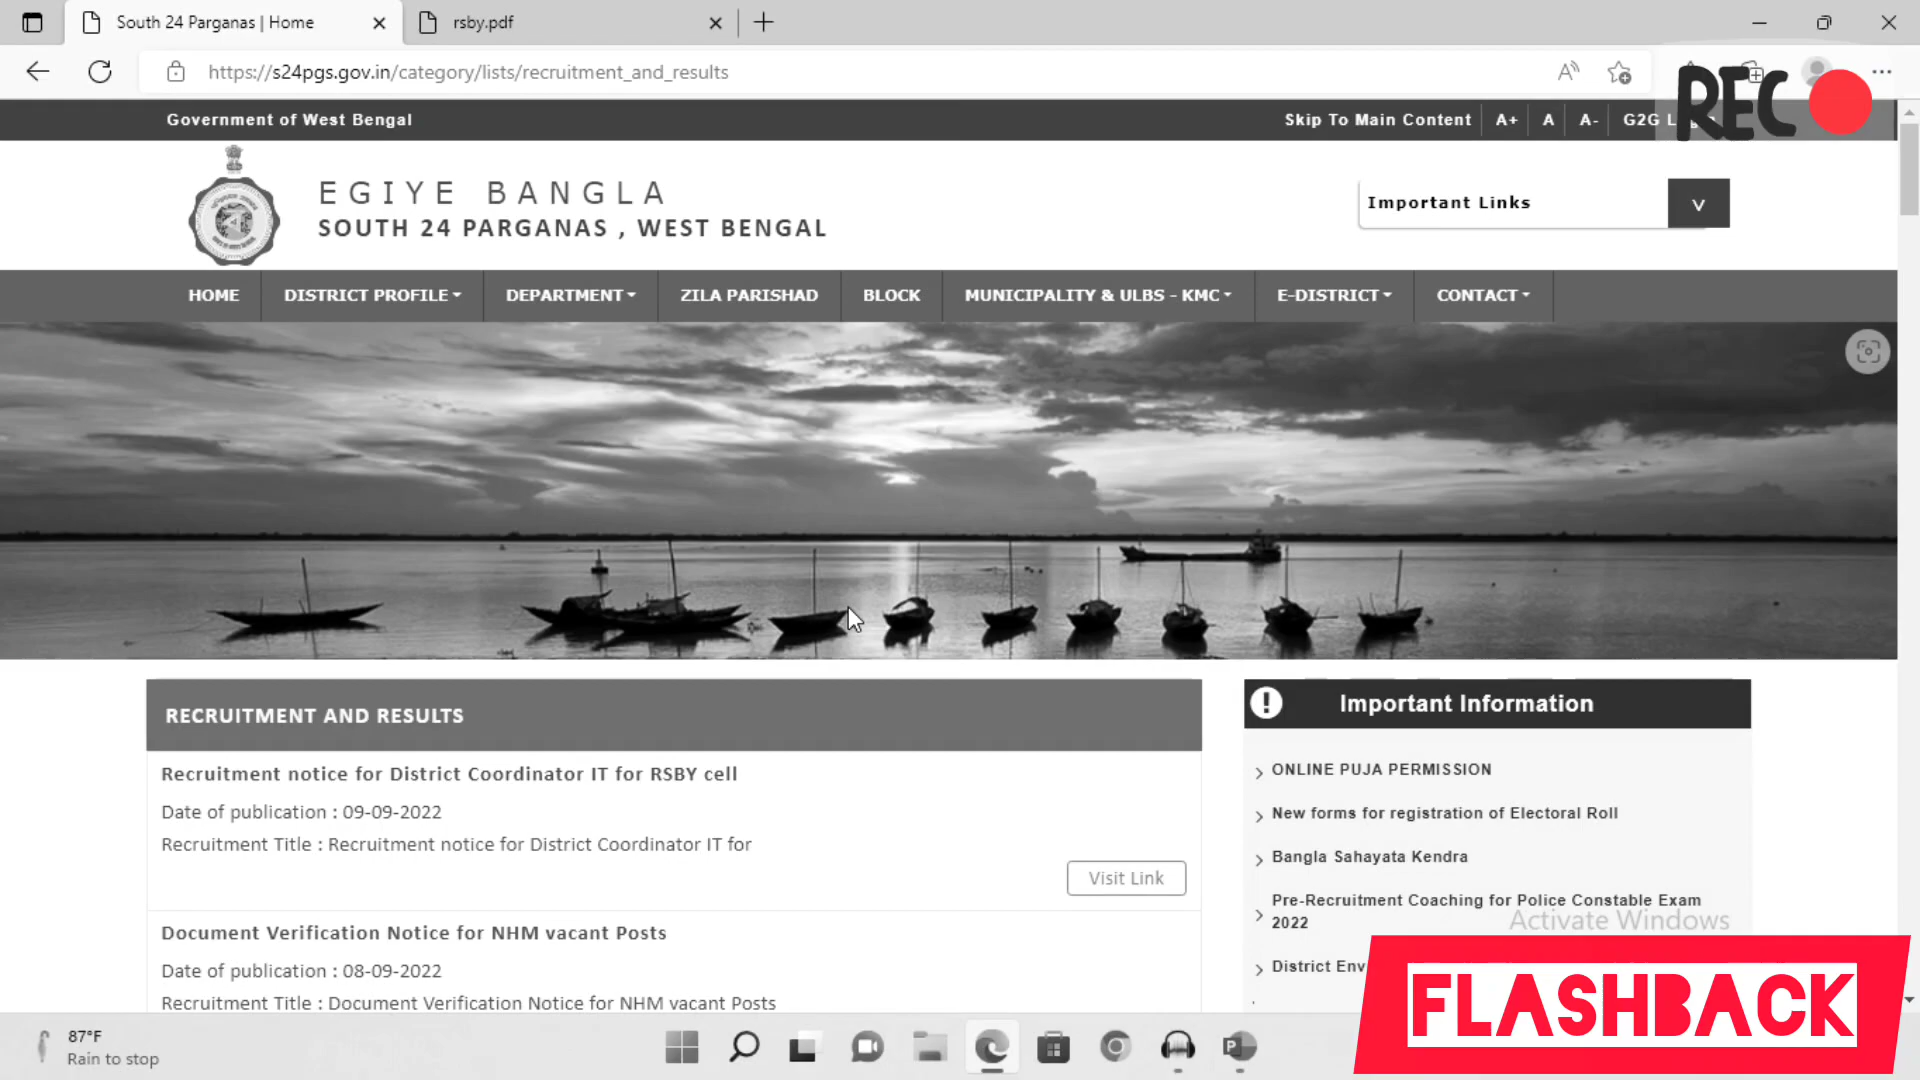 South 24 Parganas | Home
rsby.pdf
https://s24pgs.gov.in/category/lists/recruitment_and_results
REC
Government of West Bengal
Skip To Main Content
A+
A
A-
G2G
EGIYE BANGLA
SOUTH 24 PARGANAS , WEST BENGAL
Important Links
v
HOME
DISTRICT PROFILE
DEPARTMENT
ZILA PARISHAD
BLOCK
MUNICIPALITY & ULBS - KMC
E-DISTRICT
CONTACT
RECRUITMENT AND RESULTS
Recruitment notice for District Coordinator IT for RSBY cell
Date of publication : 09-09-2022
Recruitment Title : Recruitment notice for District Coordinator IT for
Visit Link
Document Verification Notice for NHM vacant Posts
Date of publication : 08-09-2022
Recruitment Title : Document Verification Notice for NHM vacant Posts
Important Information
ONLINE PUJA PERMISSION
New forms for registration of Electoral Roll
Bangla Sahayata Kendra
Pre-Recruitment Coaching for Police Constable Exam
2022
Activate Windows
District Env
FLASHBACK
87°F
Rain to stop